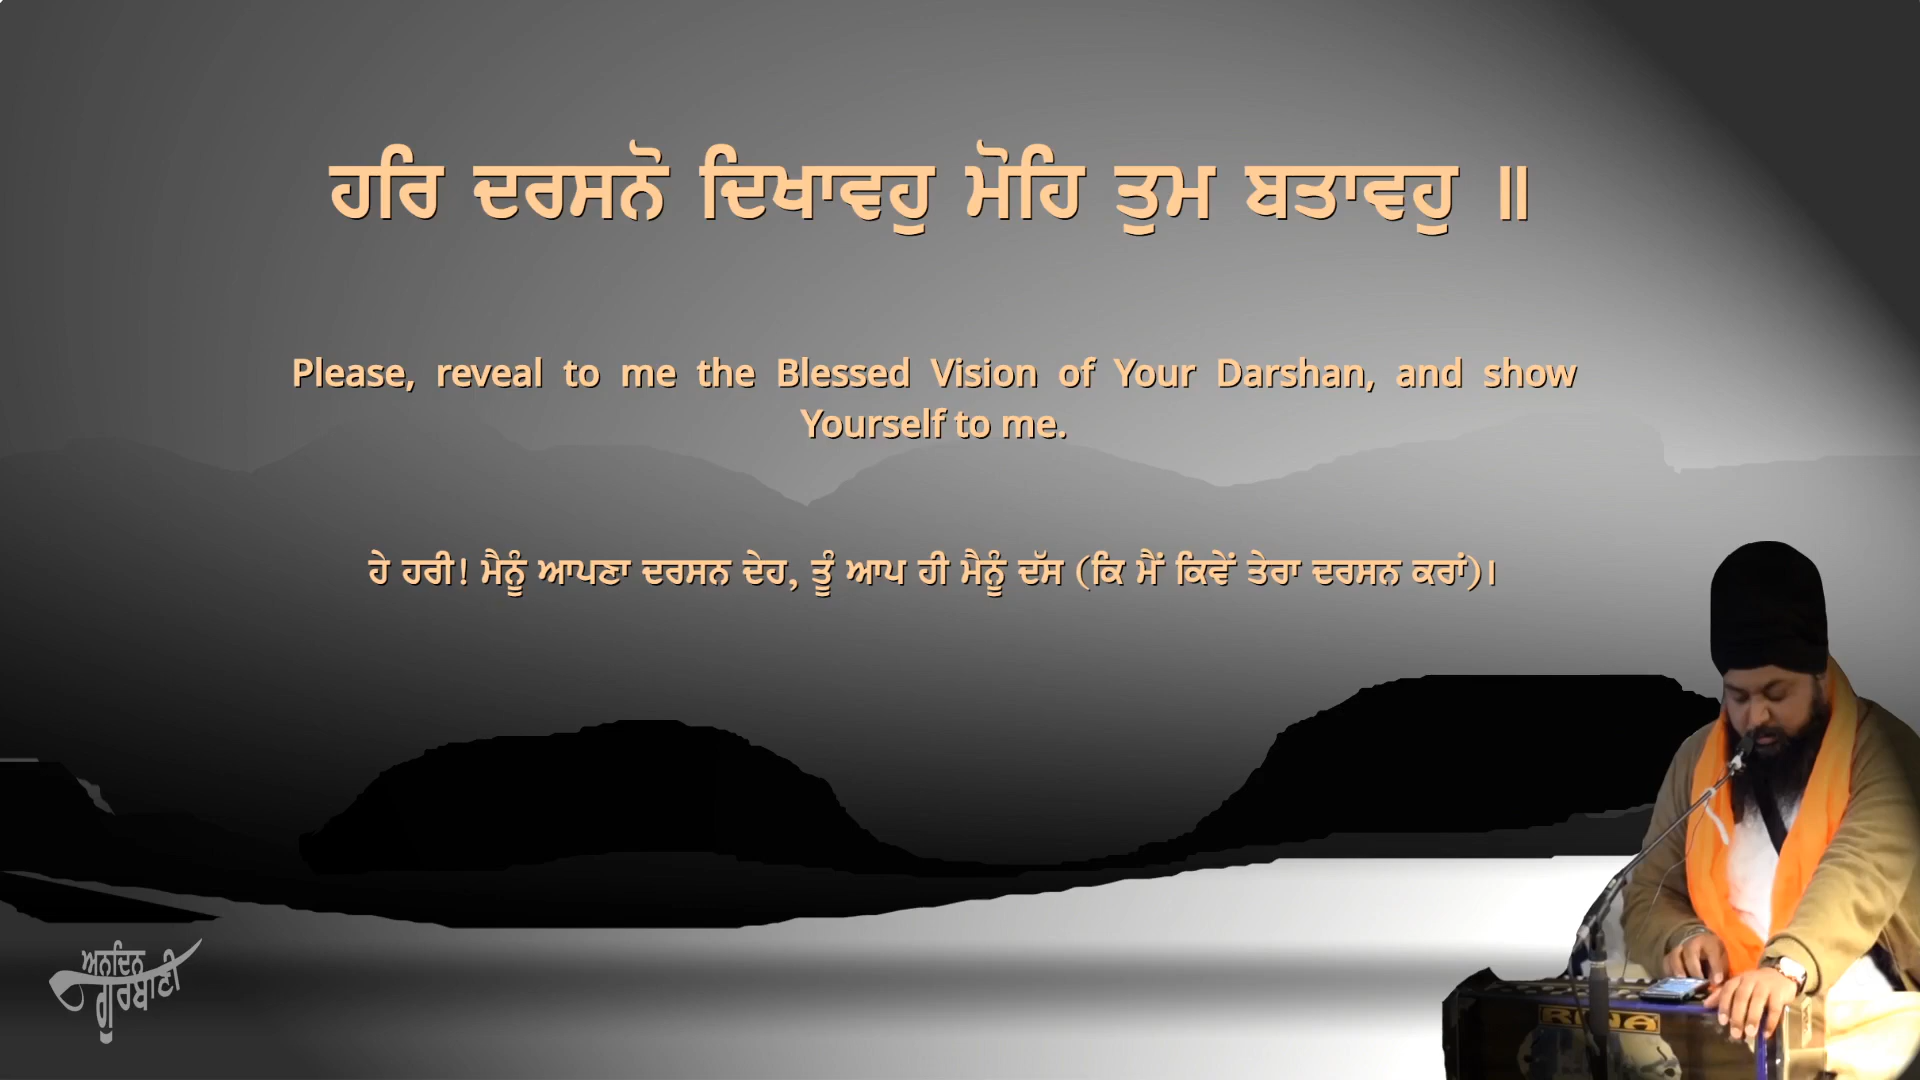 ਹਰਿ ਦਰਸਨੋ ਦਿਖਾਵਹੁ ਮੋਹਿ ਤੁਮ ਬਤਾਵਹੁ ॥
Please, reveal to me the Blessed Vision of Your Darshan, and show
Yourself to me.
ਹੇ ਹਰੀ! ਮੈਨੂੰ ਆਪਣਾ ਦਰਸਨ ਦੇਹ, ਤੂੰ ਆਪ ਹੀ ਮੈਨੂੰ ਦੱਸ (ਕਿ ਮੈਂ ਕਿਵੇਂ ਤੇਰਾ ਦਰਸਨ ਕਰਾਂ)।
ਅਨਦਿਨ
ਗੁਰਬਾਣੀ
RINA